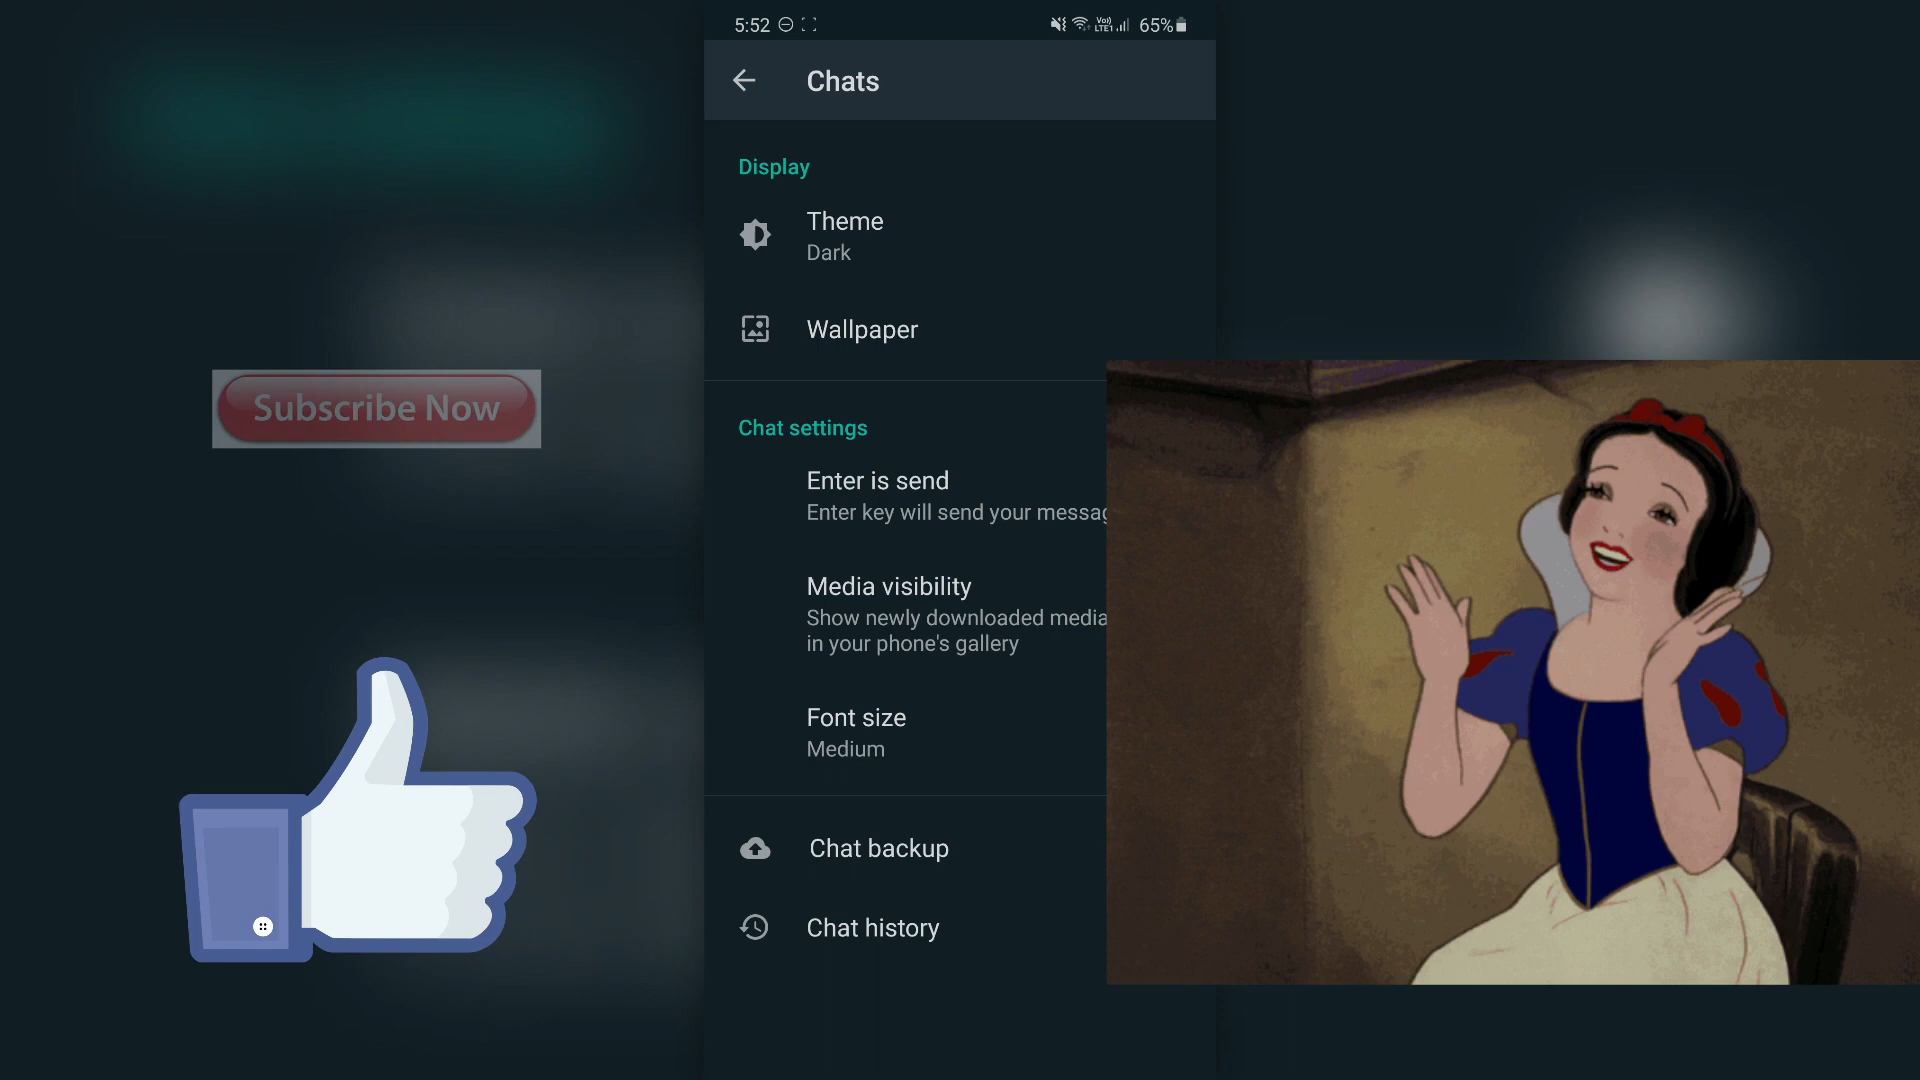 5:52
Vo))
LTE1
65%
Chats
Display
Theme
Dark
Wallpaper
Subscribe Now
Chat settings
Enter is send
Enter key will send your messag
Media visibility
Show newly downloaded media
in your phone's gallery
Font size
Medium
Chat backup
Chat history